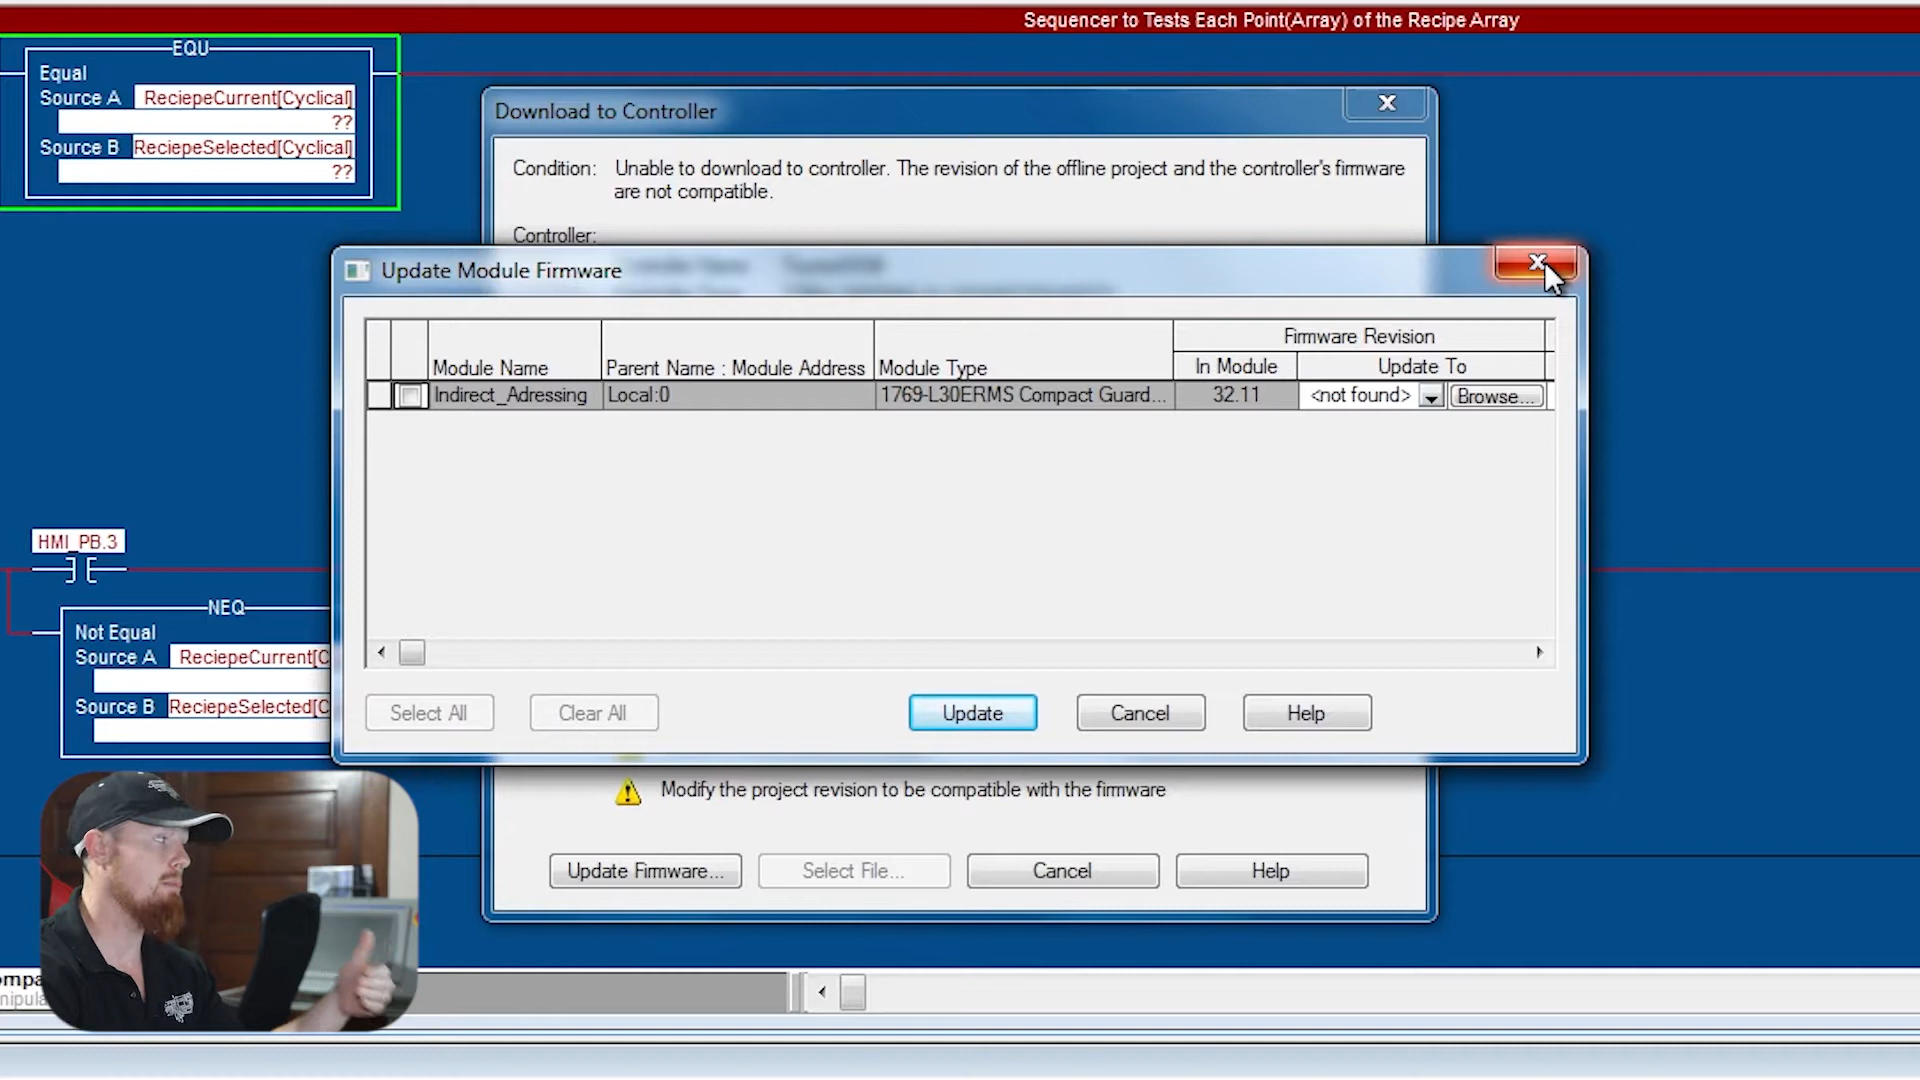 Sequencer to Tests Each Point(Array) of the Recipe Array
EQU
Equal
Source A ReciepeCurrent[Cyclical]
??
Source B ReciepeSelected[Cyclical]
??
Download to Controller
Condition: Unable to download to controller. The revision of the offline project and the controller's firmware
are not compatible.
Controller:
Update Module Firmware
Firmware Revision
Module Name Parent Name : Module Address Module Type In Module Update To
Indirect_Adressing Local:0 1769-L30ERMS Compact Guard... 32.11 <not found> Browse...
HMI_PB.3
NEQ
Not Equal
Source A ReciepeCurrent[C
Source B ReciepeSelected[C
Select All Clear All Update Cancel Help
Modify the project revision to be compatible with the firmware
Update Firmware... Select File... Cancel Help
ompa
nipula